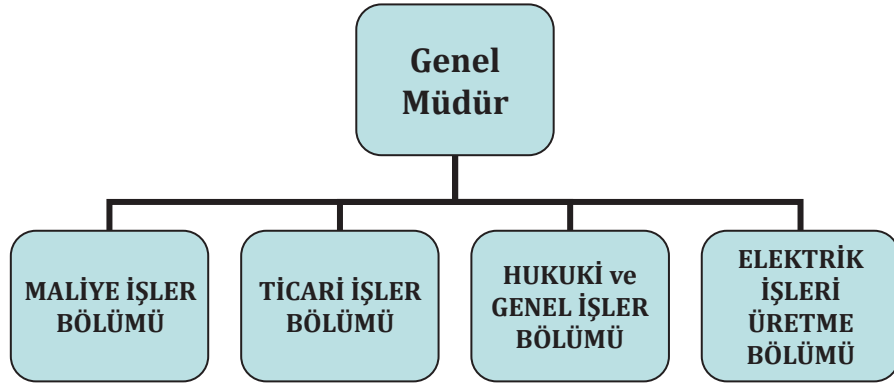 Genel
Müdür
MALİYE İŞLER
BÖLÜMÜ
TİCARİ İŞLER
BÖLÜMÜ
HUKUKİ ve
GENEL İŞLER
BÖLÜMÜ
ELEKTRİK
İŞLERİ
ÜRETME
BÖLÜMÜ